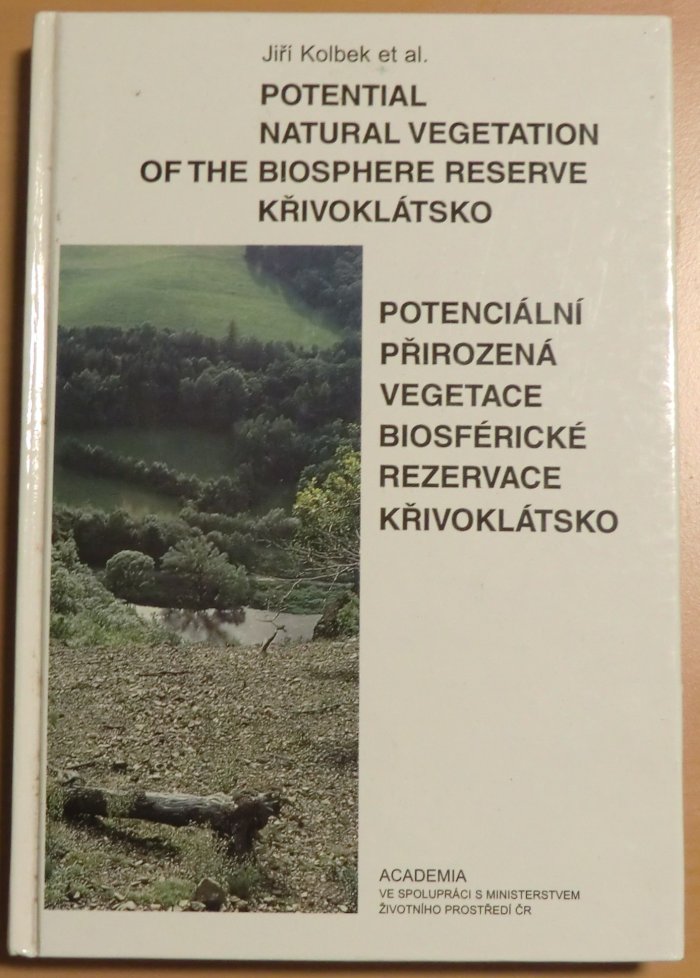 Jiří Kolbek et al.
POTENTIAL
NATURAL VEGETATION
OF THE BIOSPHERE RESERVE
KŘIVOKLÁTSKO
POTENCIÁLNÍ
PŘIROZENÁ
VEGETACE
BIOSFÉRICKÉ
REZERVACE
KŘIVOKLÁTSKO
ACADEMIA
VE SPOLUPRÁCI S MINISTERSTVEM
ŽIVOTNÍHO PROSTŘEDÍ ČR